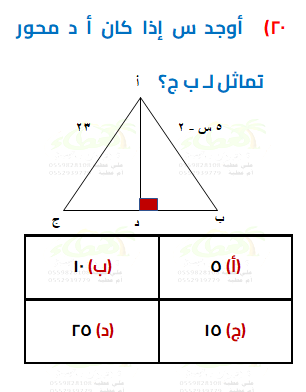 ٢٠) أوجد س إذا كان أ د محور
تماثل لـ ب ج؟
أ
٢٣
٥ س - ٢
ج
د
ب
(أ) ٥
(ب) ١٠
(ج) ١٥
(د) ٢٥